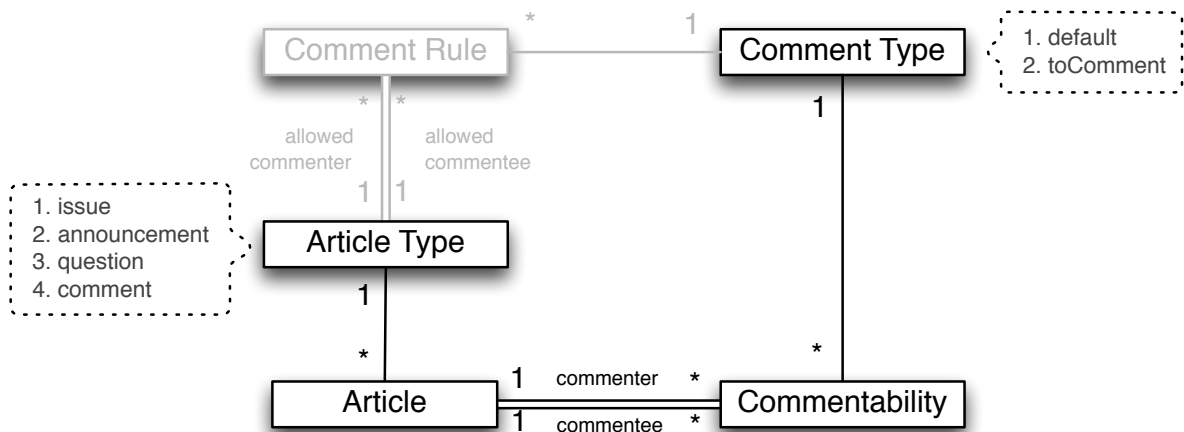 * 1
Comment Rule
Comment Type
1. default
2. toComment
* *
1
allowed
commenter
allowed
commentee
1 1
1. issue
2. announcement
3. question
4. comment
Article Type
1
*
*
1 commenter *
Article
Commentability
1 commentee *